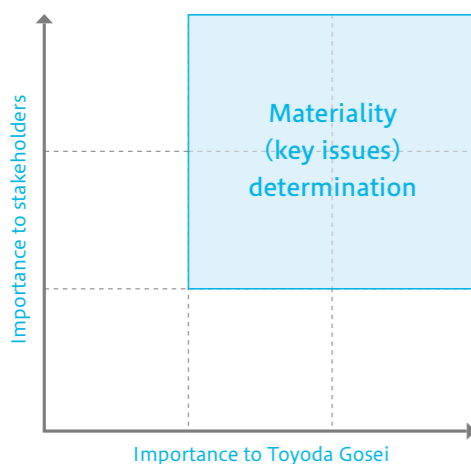 Importance to stakeholders
Materiality
(key issues)
determination
Importance to Toyoda Gosei